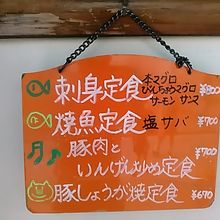 刺身定食 本マグロ ¥800
びんちょうマグロ
サーモン サンマ
焼魚定食 塩サバ ¥700
豚肉と ¥700
いんげん炒め定食
豚しょうが焼定食 ¥670